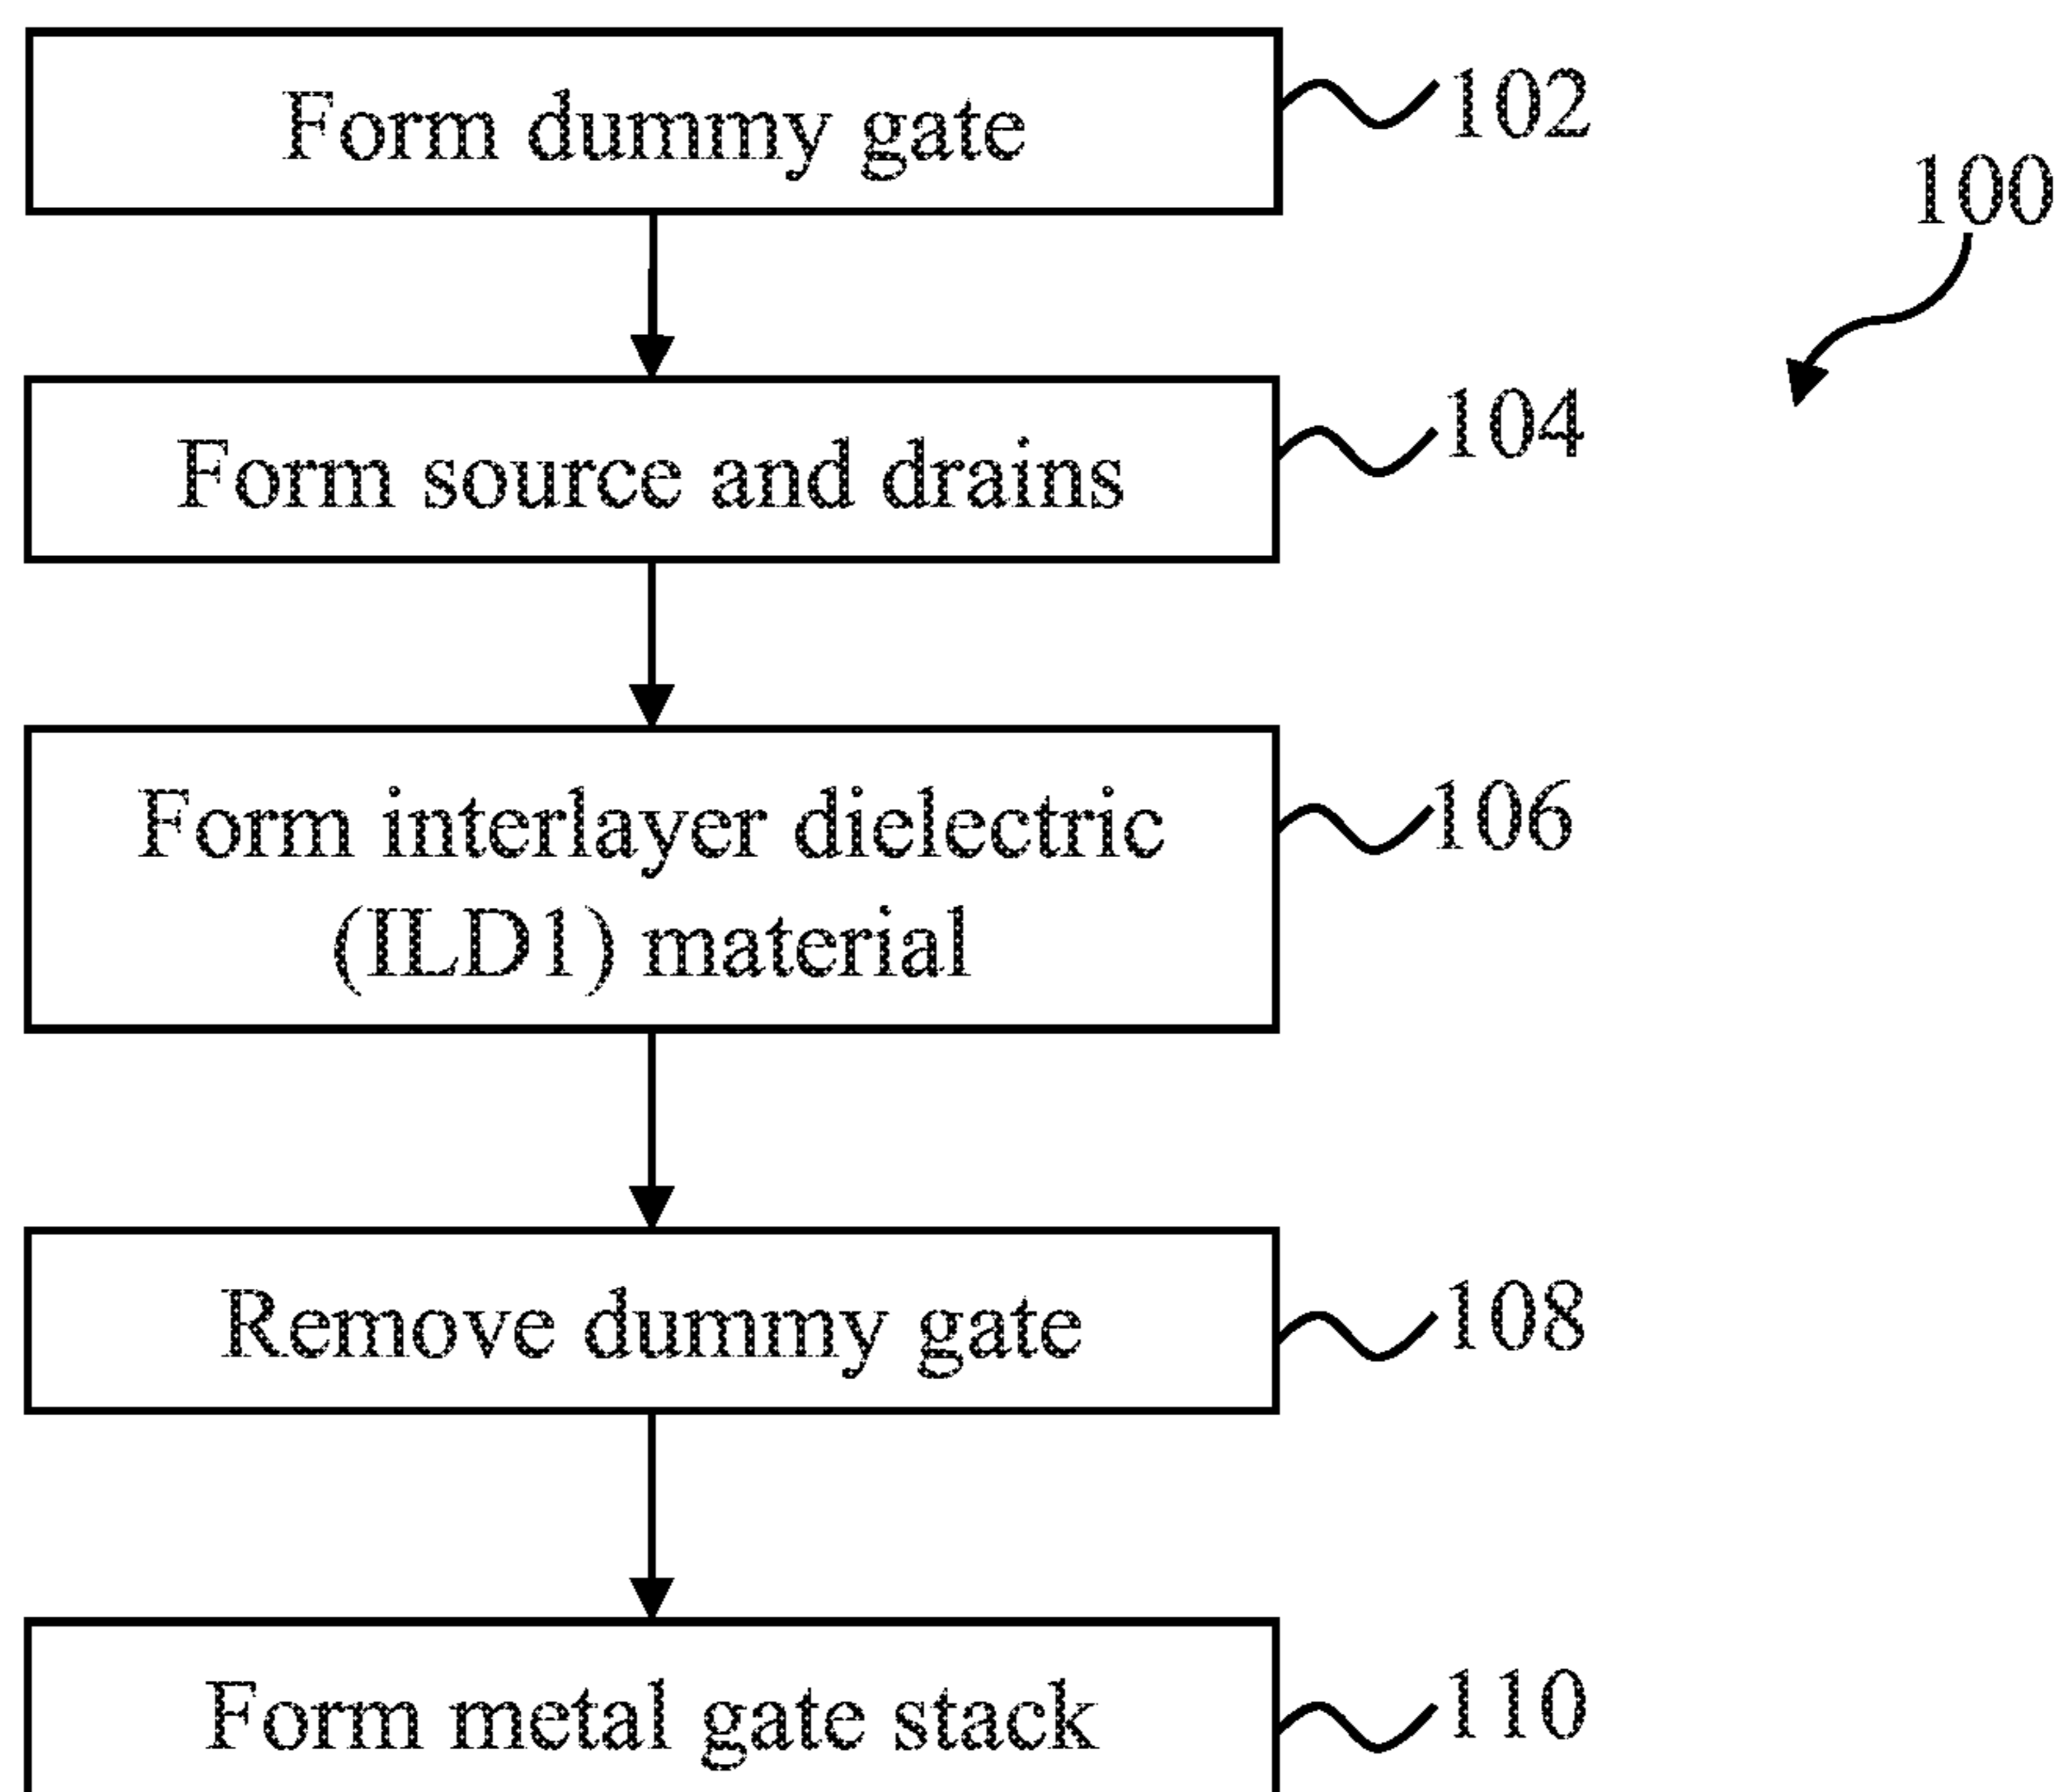 Form dummy gate
102
100
Form source and drains
104
Form interlayer dielectric
(ILD1) material
106
Remove dummy gate
108
Form metal gate stack
110